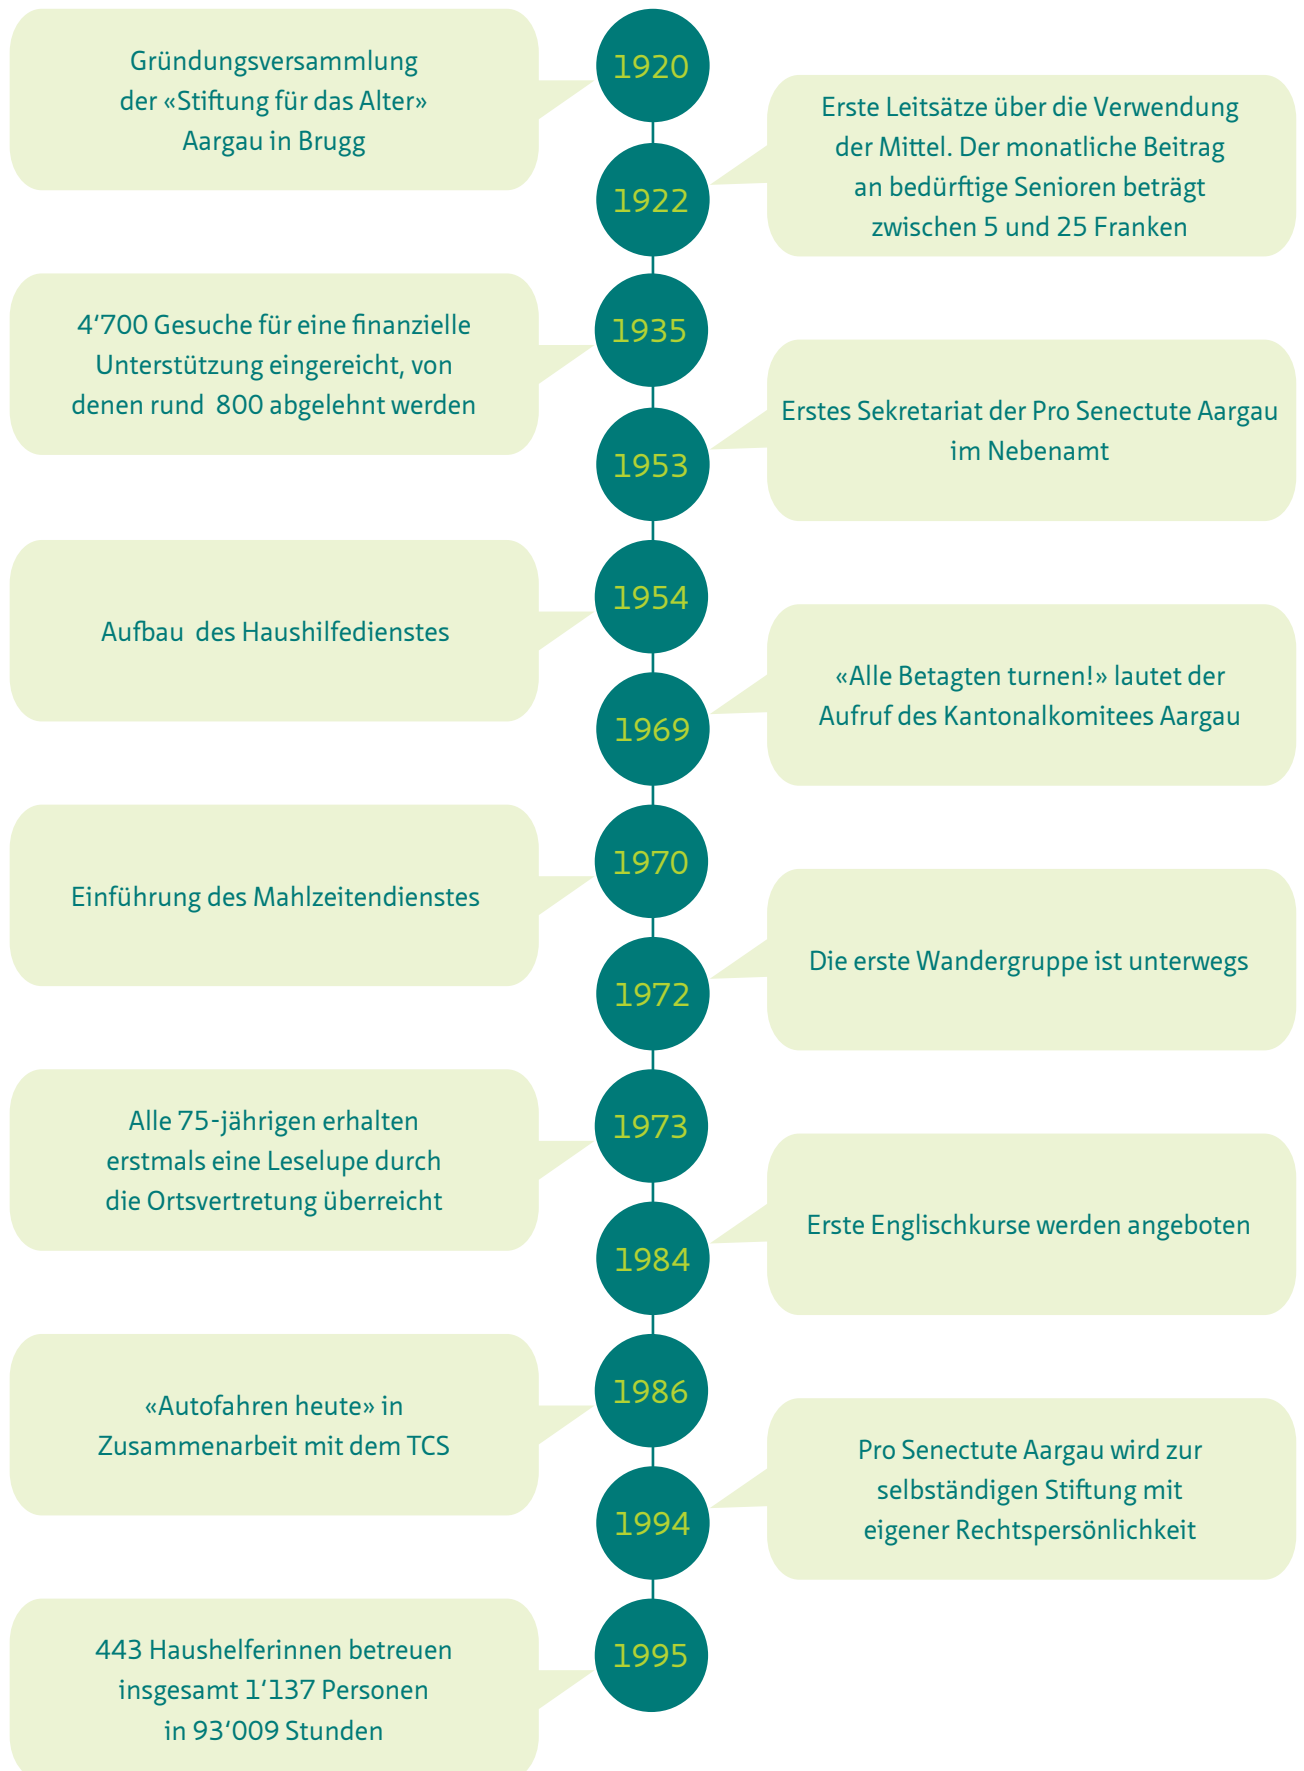 1920
Gründungsversammlung
der «Stiftung für das Alter»
Aargau in Brugg
1922
Erste Leitsätze über die Verwendung
der Mittel. Der monatliche Beitrag
an bedürftige Senioren beträgt
zwischen 5 und 25 Franken
1935
4‘700 Gesuche für eine finanzielle
Unterstützung eingereicht, von
denen rund  800 abgelehnt werden
1953
Erstes Sekretariat der Pro Senectute Aargau
im Nebenamt
1954
Aufbau  des Haushilfedienstes
1969
«Alle Betagten turnen!» lautet der
Aufruf des Kantonalkomitees Aargau
1970
Einführung des Mahlzeitendienstes
1972
Die erste Wandergruppe ist unterwegs
1973
Alle 75-jährigen erhalten
erstmals eine Leselupe durch
die Ortsvertretung überreicht
1984
Erste Englischkurse werden angeboten
1986
«Autofahren heute» in
Zusammenarbeit mit dem TCS
1994
Pro Senectute Aargau wird zur
selbständigen Stiftung mit
eigener Rechtspersönlichkeit
1995
443 Haushelferinnen betreuen
insgesamt 1‘137 Personen
in 93‘009 Stunden